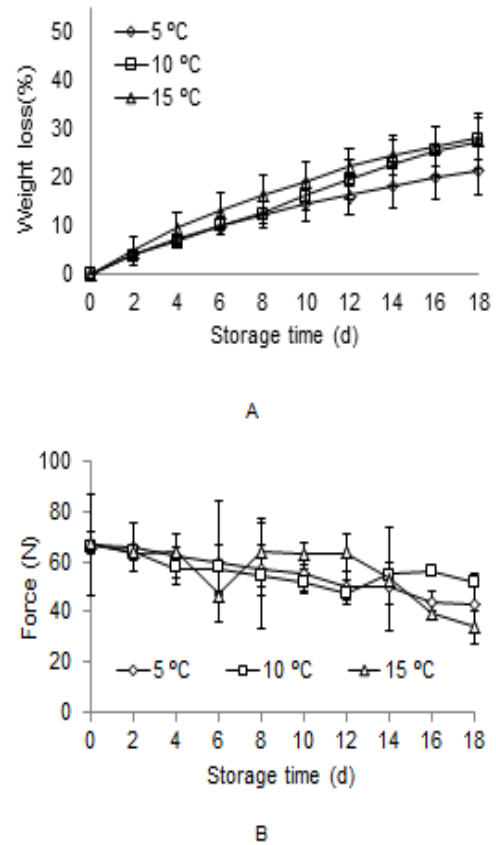 50
40
30
20
10
0
Weight loss(%)
5 ºC
10 ºC
15 ºC
0 2 4 6 8 10 12 14 16 18
Storage time (d)
A
100
80
60
40
20
0
Force (N)
5 ºC 10 ºC 15 ºC
0 2 4 6 8 10 12 14 16 18
Storage time (d)
B